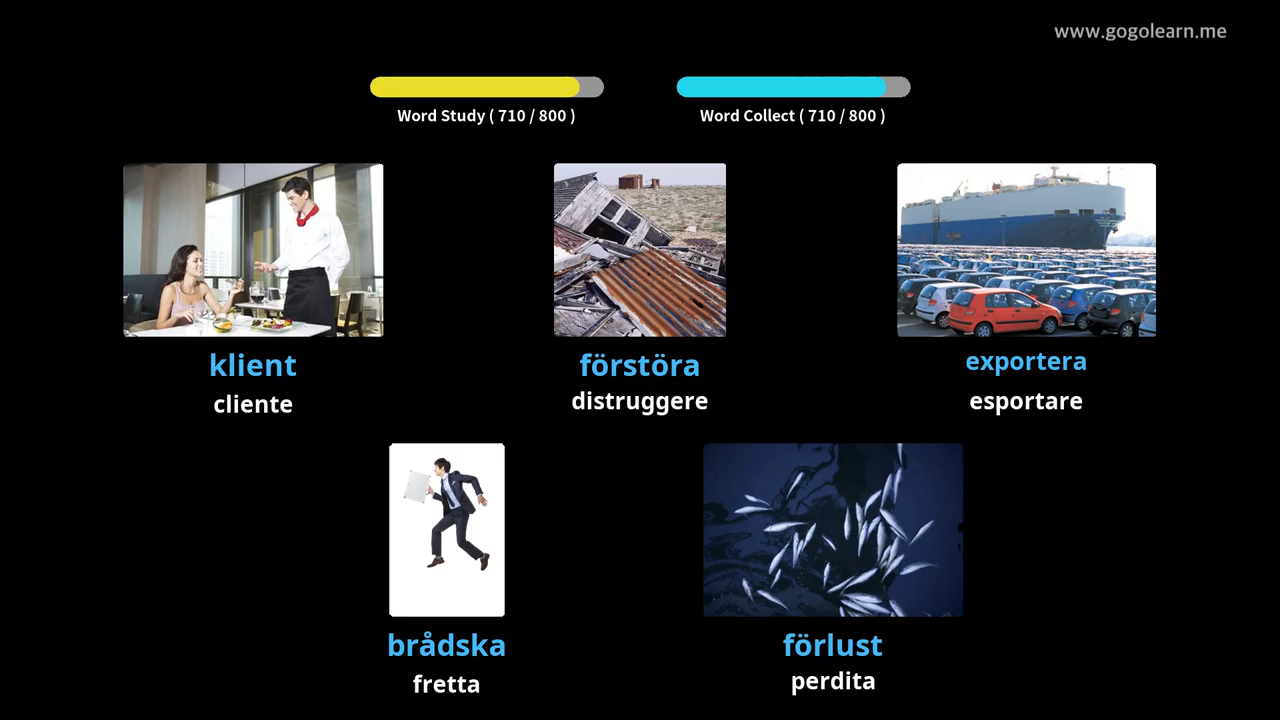 www.gogolearn.me
Word Study ( 710 / 800 )
Word Collect ( 710 / 800 )
klient
cliente
förstöra
distruggere
exportera
esportare
brådska
fretta
förlust
perdita